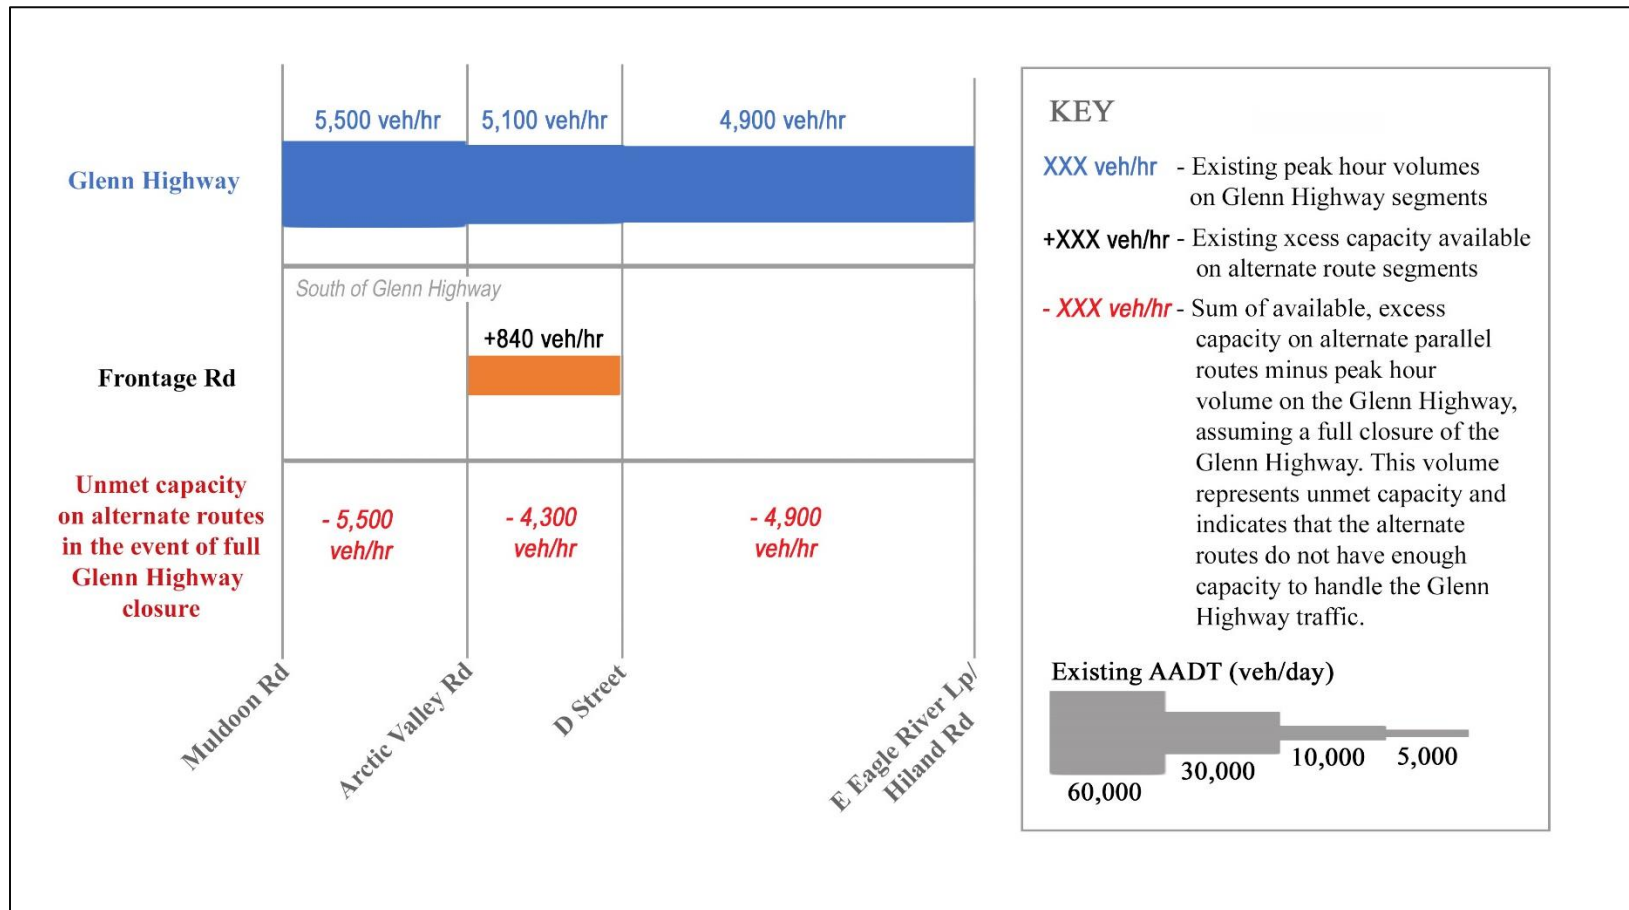 5,500 veh/hr
5,100 veh/hr
4,900 veh/hr
Glenn Highway
South of Glenn Highway
+840 veh/hr
Frontage Rd
Unmet capacity
on alternate routes
in the event of full
Glenn Highway
closure
- 5,500
veh/hr
- 4,300
veh/hr
- 4,900
veh/hr
Muldoon Rd
Arctic Valley Rd
D Street
E Eagle River Lp/
Hiland Rd
KEY
XXX veh/hr - Existing peak hour volumes
on Glenn Highway segments
+XXX veh/hr - Existing xcess capacity available
on alternate route segments
- XXX veh/hr - Sum of available, excess
capacity on alternate parallel
routes minus peak hour
volume on the Glenn Highway,
assuming a full closure of the
Glenn Highway. This volume
represents unmet capacity and
indicates that the alternate
routes do not have enough
capacity to handle the Glenn
Highway traffic.
Existing AADT (veh/day)
60,000
30,000
10,000
5,000